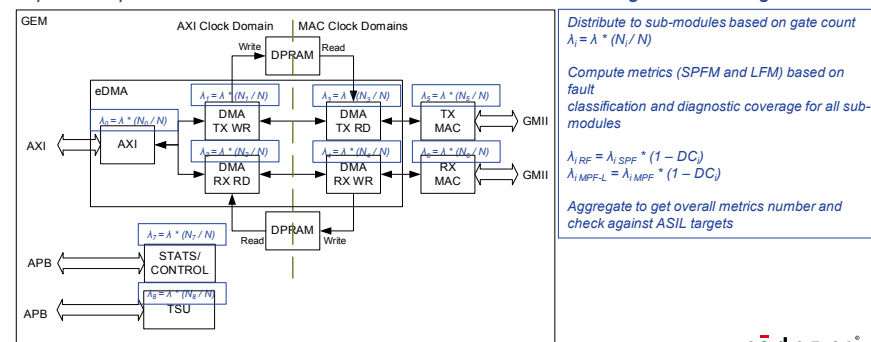 GEM
AXI Clock Domain
MAC Clock Domains
Write
DPRAM
Read
eDMA
λ₁ = λ * (N₁ / N)
λ₃ = λ * (N₃ / N)
λ₅ = λ * (N₅ / N)
λ₀ = λ * (N₀ / N)
DMA
TX WR
DMA
TX RD
TX
MAC
GMII
AXI
AXI
λ₂ = λ * (N₂ / N)
λ₄ = λ * (N₄ / N)
λ₆ = λ * (N₆ / N)
DMA
RX RD
DMA
RX WR
RX
MAC
GMII
DPRAM
Read
Write
λ₇ = λ * (N₇ / N)
APB
STATS/
CONTROL
λ₈ = λ * (N₈ / N)
APB
TSU
Distribute to sub-modules based on gate count
λᵢ = λ * (Nᵢ / N)
Compute metrics (SPFM and LFM) based on
fault
classification and diagnostic coverage for all sub-
modules
λᵢ RF = λᵢ SPF * (1 – DCᵢ)
λᵢ MPF-L = λᵢ MPF * (1 – DCᵢ)
Aggregate to get overall metrics number and
check against ASIL targets